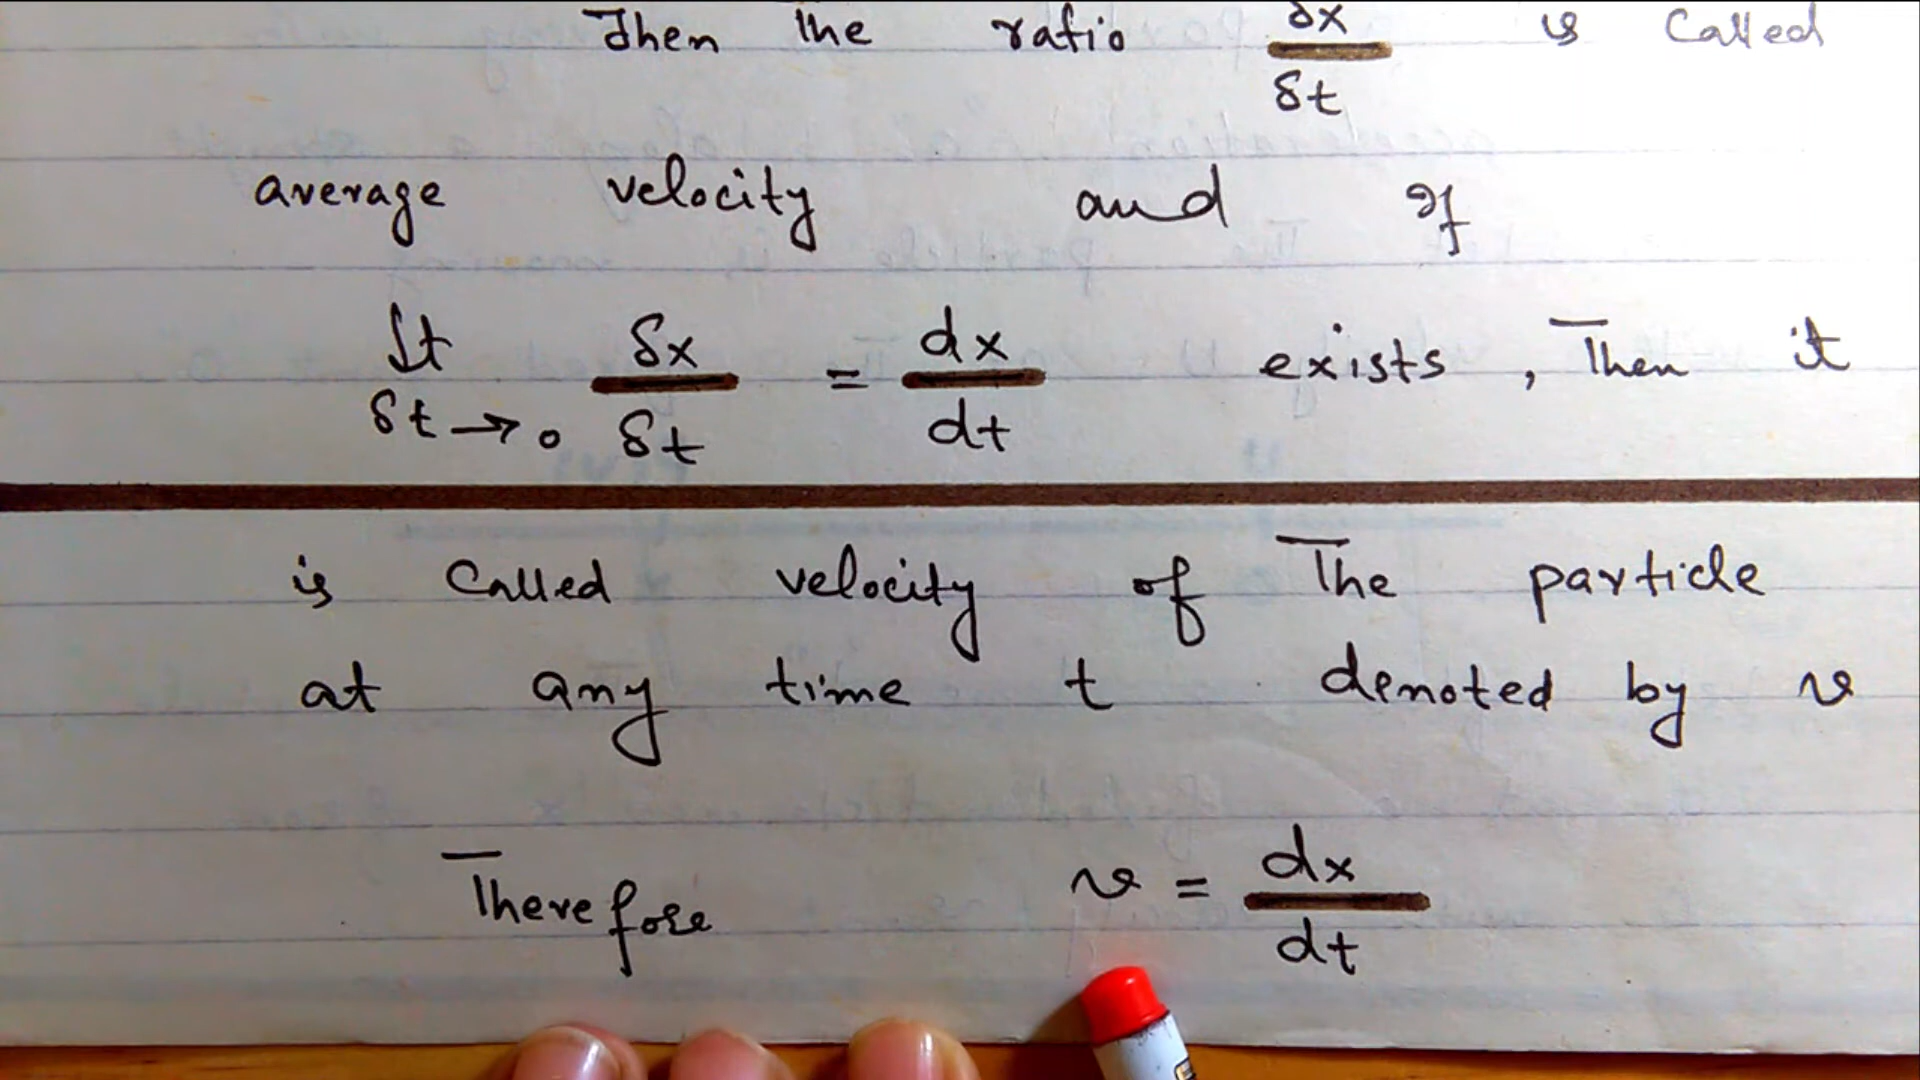 Then the ratio δx/δt is called
average velocity and if
lt δt→0 δx/δt = dx/dt exists, Then it
is called velocity of The particle
at any time t denoted by v
Therefore v = dx/dt